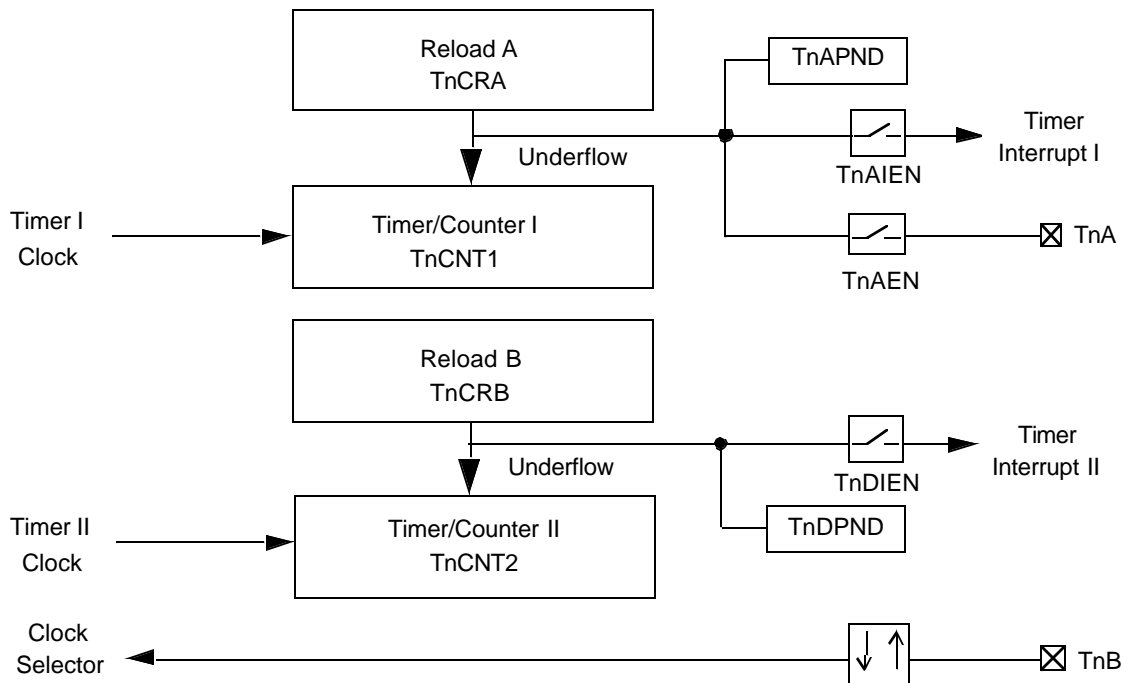 Reload A
TnCRA
TnAPND
Timer
Interrupt I
Underflow
TnAIEN
Timer I
Clock
Timer/Counter I
TnCNT1
TnA
TnAEN
Reload B
TnCRB
Timer
Interrupt II
Underflow
TnDIEN
Timer II
Clock
Timer/Counter II
TnCNT2
TnDPND
Clock
Selector
TnB